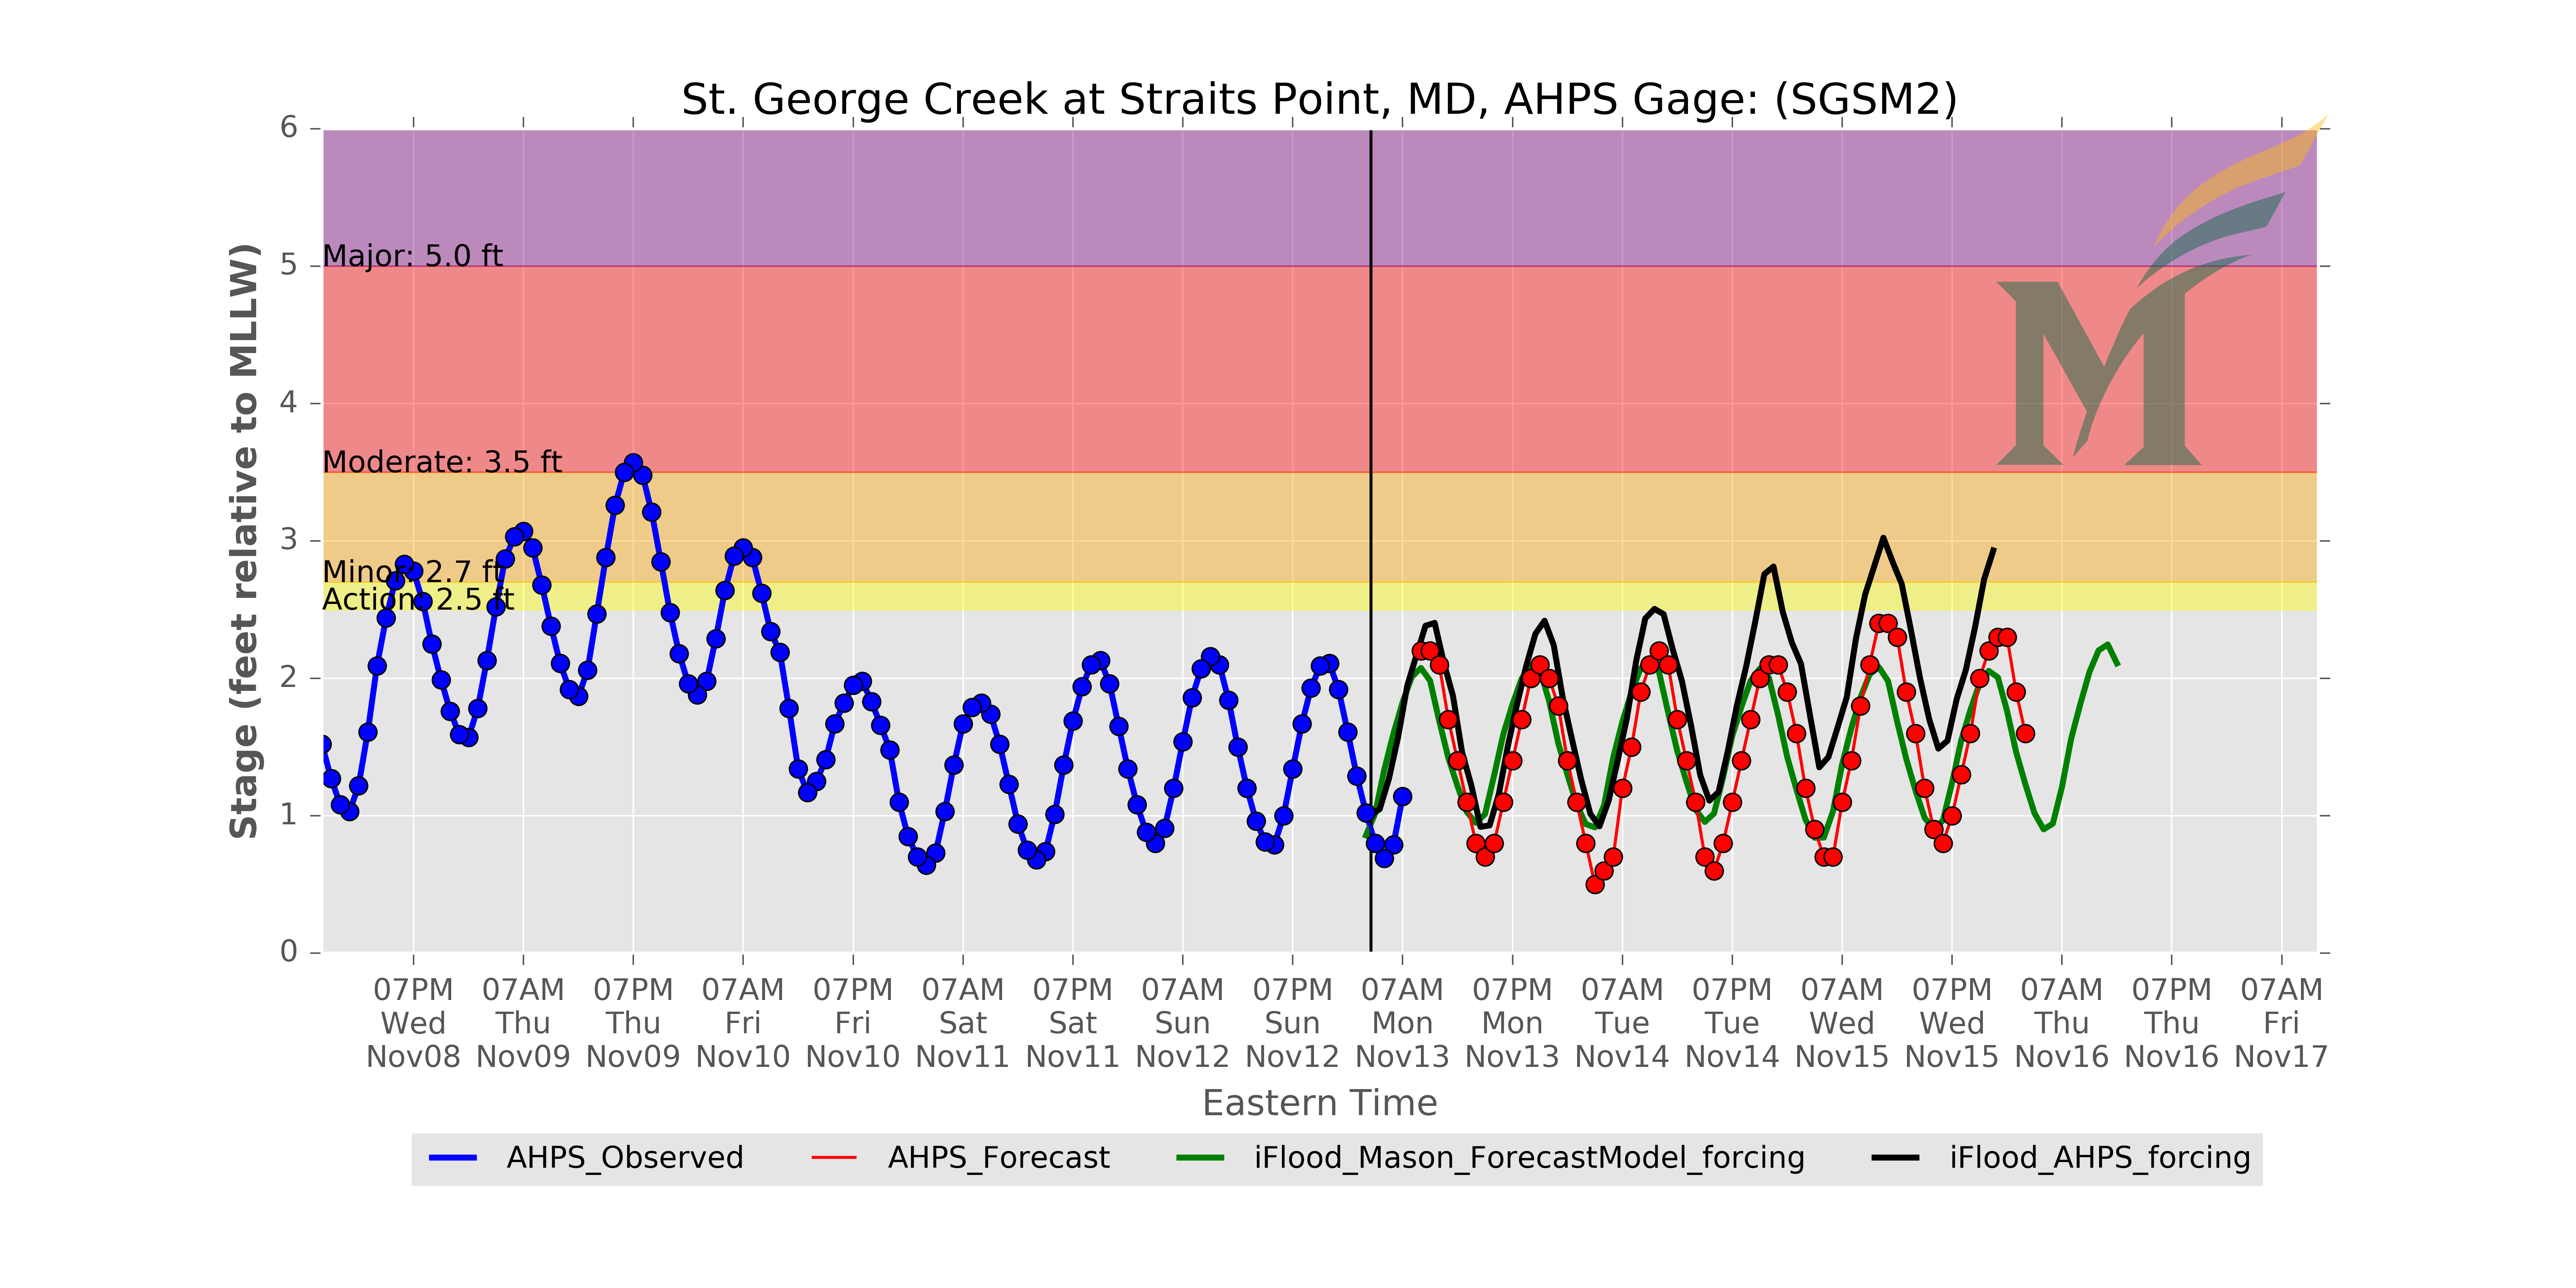 St. George Creek at Straits Point, MD, AHPS Gage: (SGSM2)
Stage (feet relative to MLLW)
6
5
4
3
2
1
0
Major: 5.0 ft
Moderate: 3.5 ft
Minor: 2.7 ft
Action: 2.5 ft
M
07PM 07AM 07PM 07AM 07PM 07AM 07PM 07AM 07PM 07AM 07PM 07AM 07PM 07AM 07PM 07AM 07PM 07AM
Wed Thu Thu Fri Fri Sat Sat Sun Sun Mon Mon Tue Tue Wed Wed Thu Thu Fri
Nov08 Nov09 Nov09 Nov10 Nov10 Nov11 Nov11 Nov12 Nov12 Nov13 Nov13 Nov14 Nov14 Nov15 Nov15 Nov16 Nov16 Nov17
Eastern Time
AHPS_Observed AHPS_Forecast iFlood_Mason_ForecastModel_forcing iFlood_AHPS_forcing